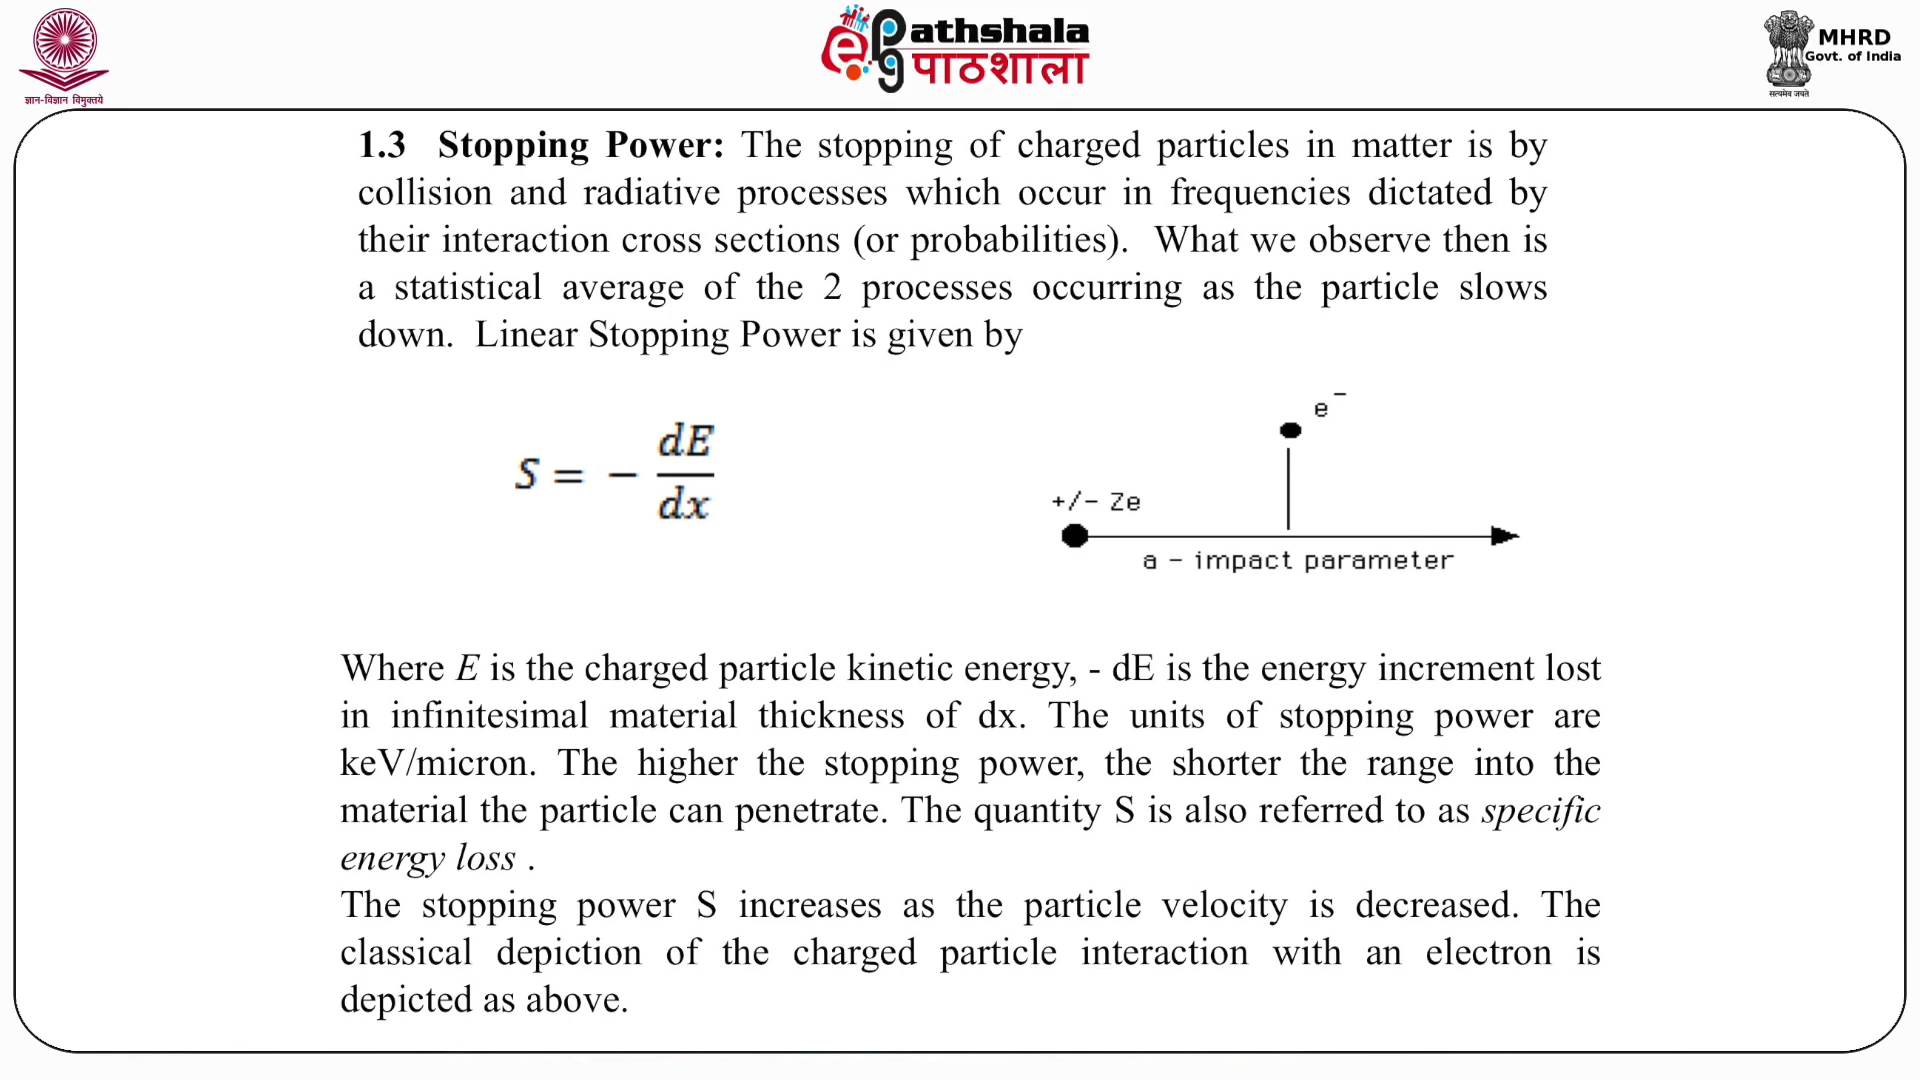 ज्ञान-विज्ञान विमुक्तये
ePG Pathshala
पाठशाला
MHRD
Govt. of India
सत्यमेव जयते
1.3 Stopping Power: The stopping of charged particles in matter is by
collision and radiative processes which occur in frequencies dictated by
their interaction cross sections (or probabilities). What we observe then is
a statistical average of the 2 processes occurring as the particle slows
down. Linear Stopping Power is given by
S = - dE/dx
e⁻
+/- Ze
a - impact parameter
Where E is the charged particle kinetic energy, - dE is the energy increment lost
in infinitesimal material thickness of dx. The units of stopping power are
keV/micron. The higher the stopping power, the shorter the range into the
material the particle can penetrate. The quantity S is also referred to as specific
energy loss .
The stopping power S increases as the particle velocity is decreased. The
classical depiction of the charged particle interaction with an electron is
depicted as above.